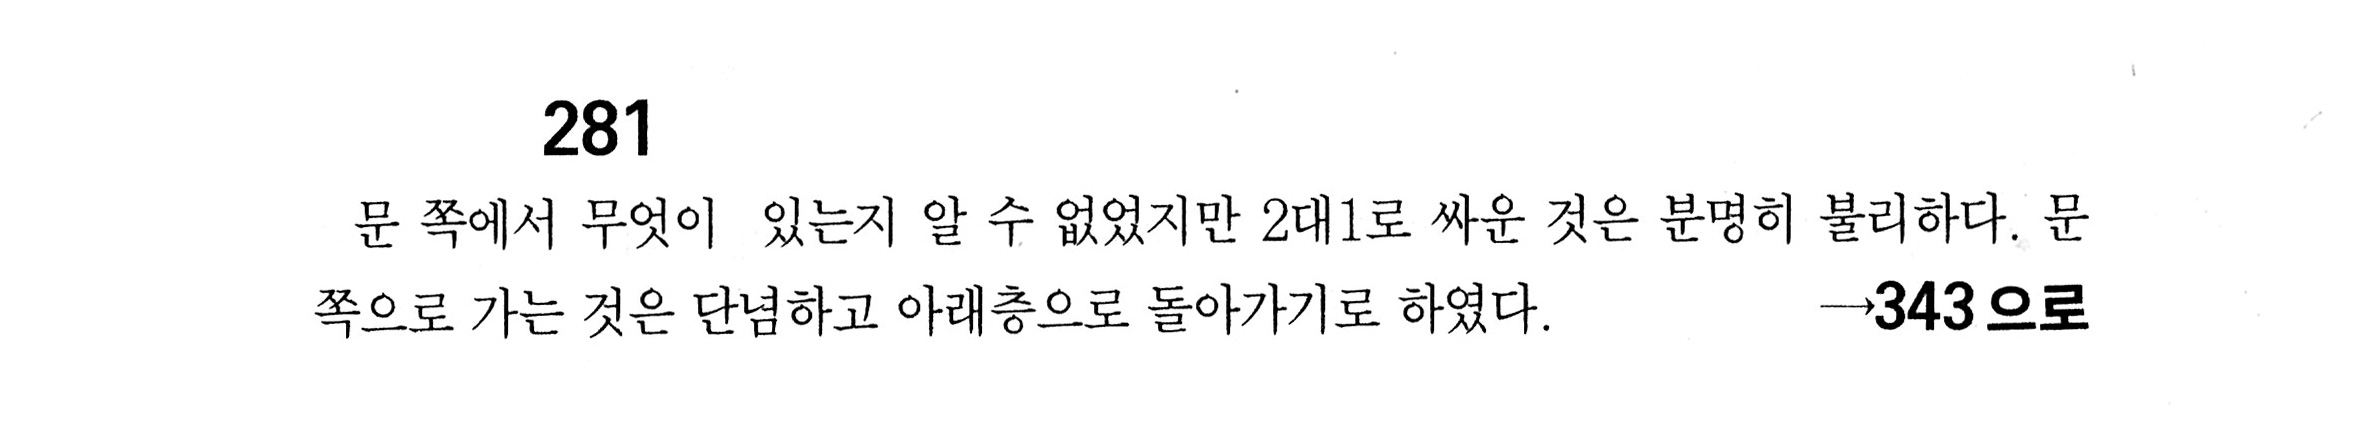 281
문 쪽에서 무엇이 있는지 알 수 없었지만 2대1로 싸운 것은 분명히 불리하다. 문
쪽으로 가는 것은 단념하고 아래층으로 돌아가기로 하였다. →343으로